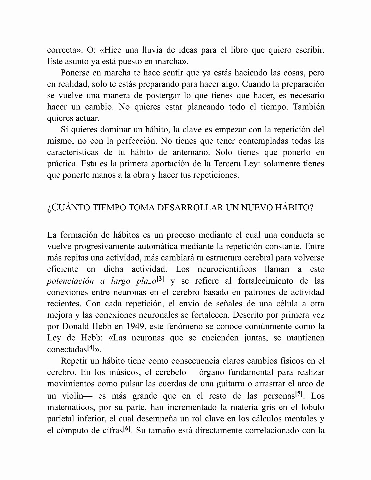 correcta». O: «Hice una lluvia de ideas para el libro que quiero escribir.
Este asunto ya está puesto en marcha».
Ponerse en marcha te hace sentir que ya estás haciendo las cosas, pero
en realidad, solo te estás preparando para hacer algo. Cuando la preparación
se vuelve una manera de postergar lo que tienes que hacer, es necesario
hacer un cambio. No quieres estar planeando todo el tiempo. También
quieres actuar.
Si quieres dominar un hábito, la clave es empezar con la repetición del
mismo, no con la perfección. No tienes que tener contempladas todas las
características de tu hábito de antemano. Solo tienes que ponerlo en
práctica. Esta es la primera aportación de la Tercera Ley: solamente tienes
que ponerte manos a la obra y hacer tus repeticiones.
¿CUÁNTO TIEMPO TOMA DESARROLLAR UN NUEVO HÁBITO?
La formación de hábitos es un proceso mediante el cual una conducta se
vuelve progresivamente automática mediante la repetición constante. Entre
más repitas una actividad, más cambiará tu estructura cerebral para volverse
eficiente en dicha actividad. Los neurocientíficos llaman a esto
potenciación a largo plazo[3] y se refiere al fortalecimiento de las
conexiones entre neuronas en el cerebro basado en patrones de actividad
recientes. Con cada repetición, el envío de señales de una célula a otra
mejora y las conexiones neuronales se fortalecen. Descrito por primera vez
por Donald Hebb en 1949, este fenómeno se conoce comúnmente como la
Ley de Hebb: «Las neuronas que se encienden juntas, se mantienen
conectadas[4]».
Repetir un hábito tiene como consecuencia claros cambios físicos en el
cerebro. En los músicos, el cerebelo —órgano fundamental para realizar
movimientos como pulsar las cuerdas de una guitarra o arrastrar el arco de
un violín— es más grande que en el resto de las personas[5]. Los
matemáticos, por su parte, han incrementado la materia gris en el lóbulo
parietal inferior, el cual desempeña un rol clave en los cálculos mentales y
el cómputo de cifras[6]. Su tamaño está directamente correlacionado con la